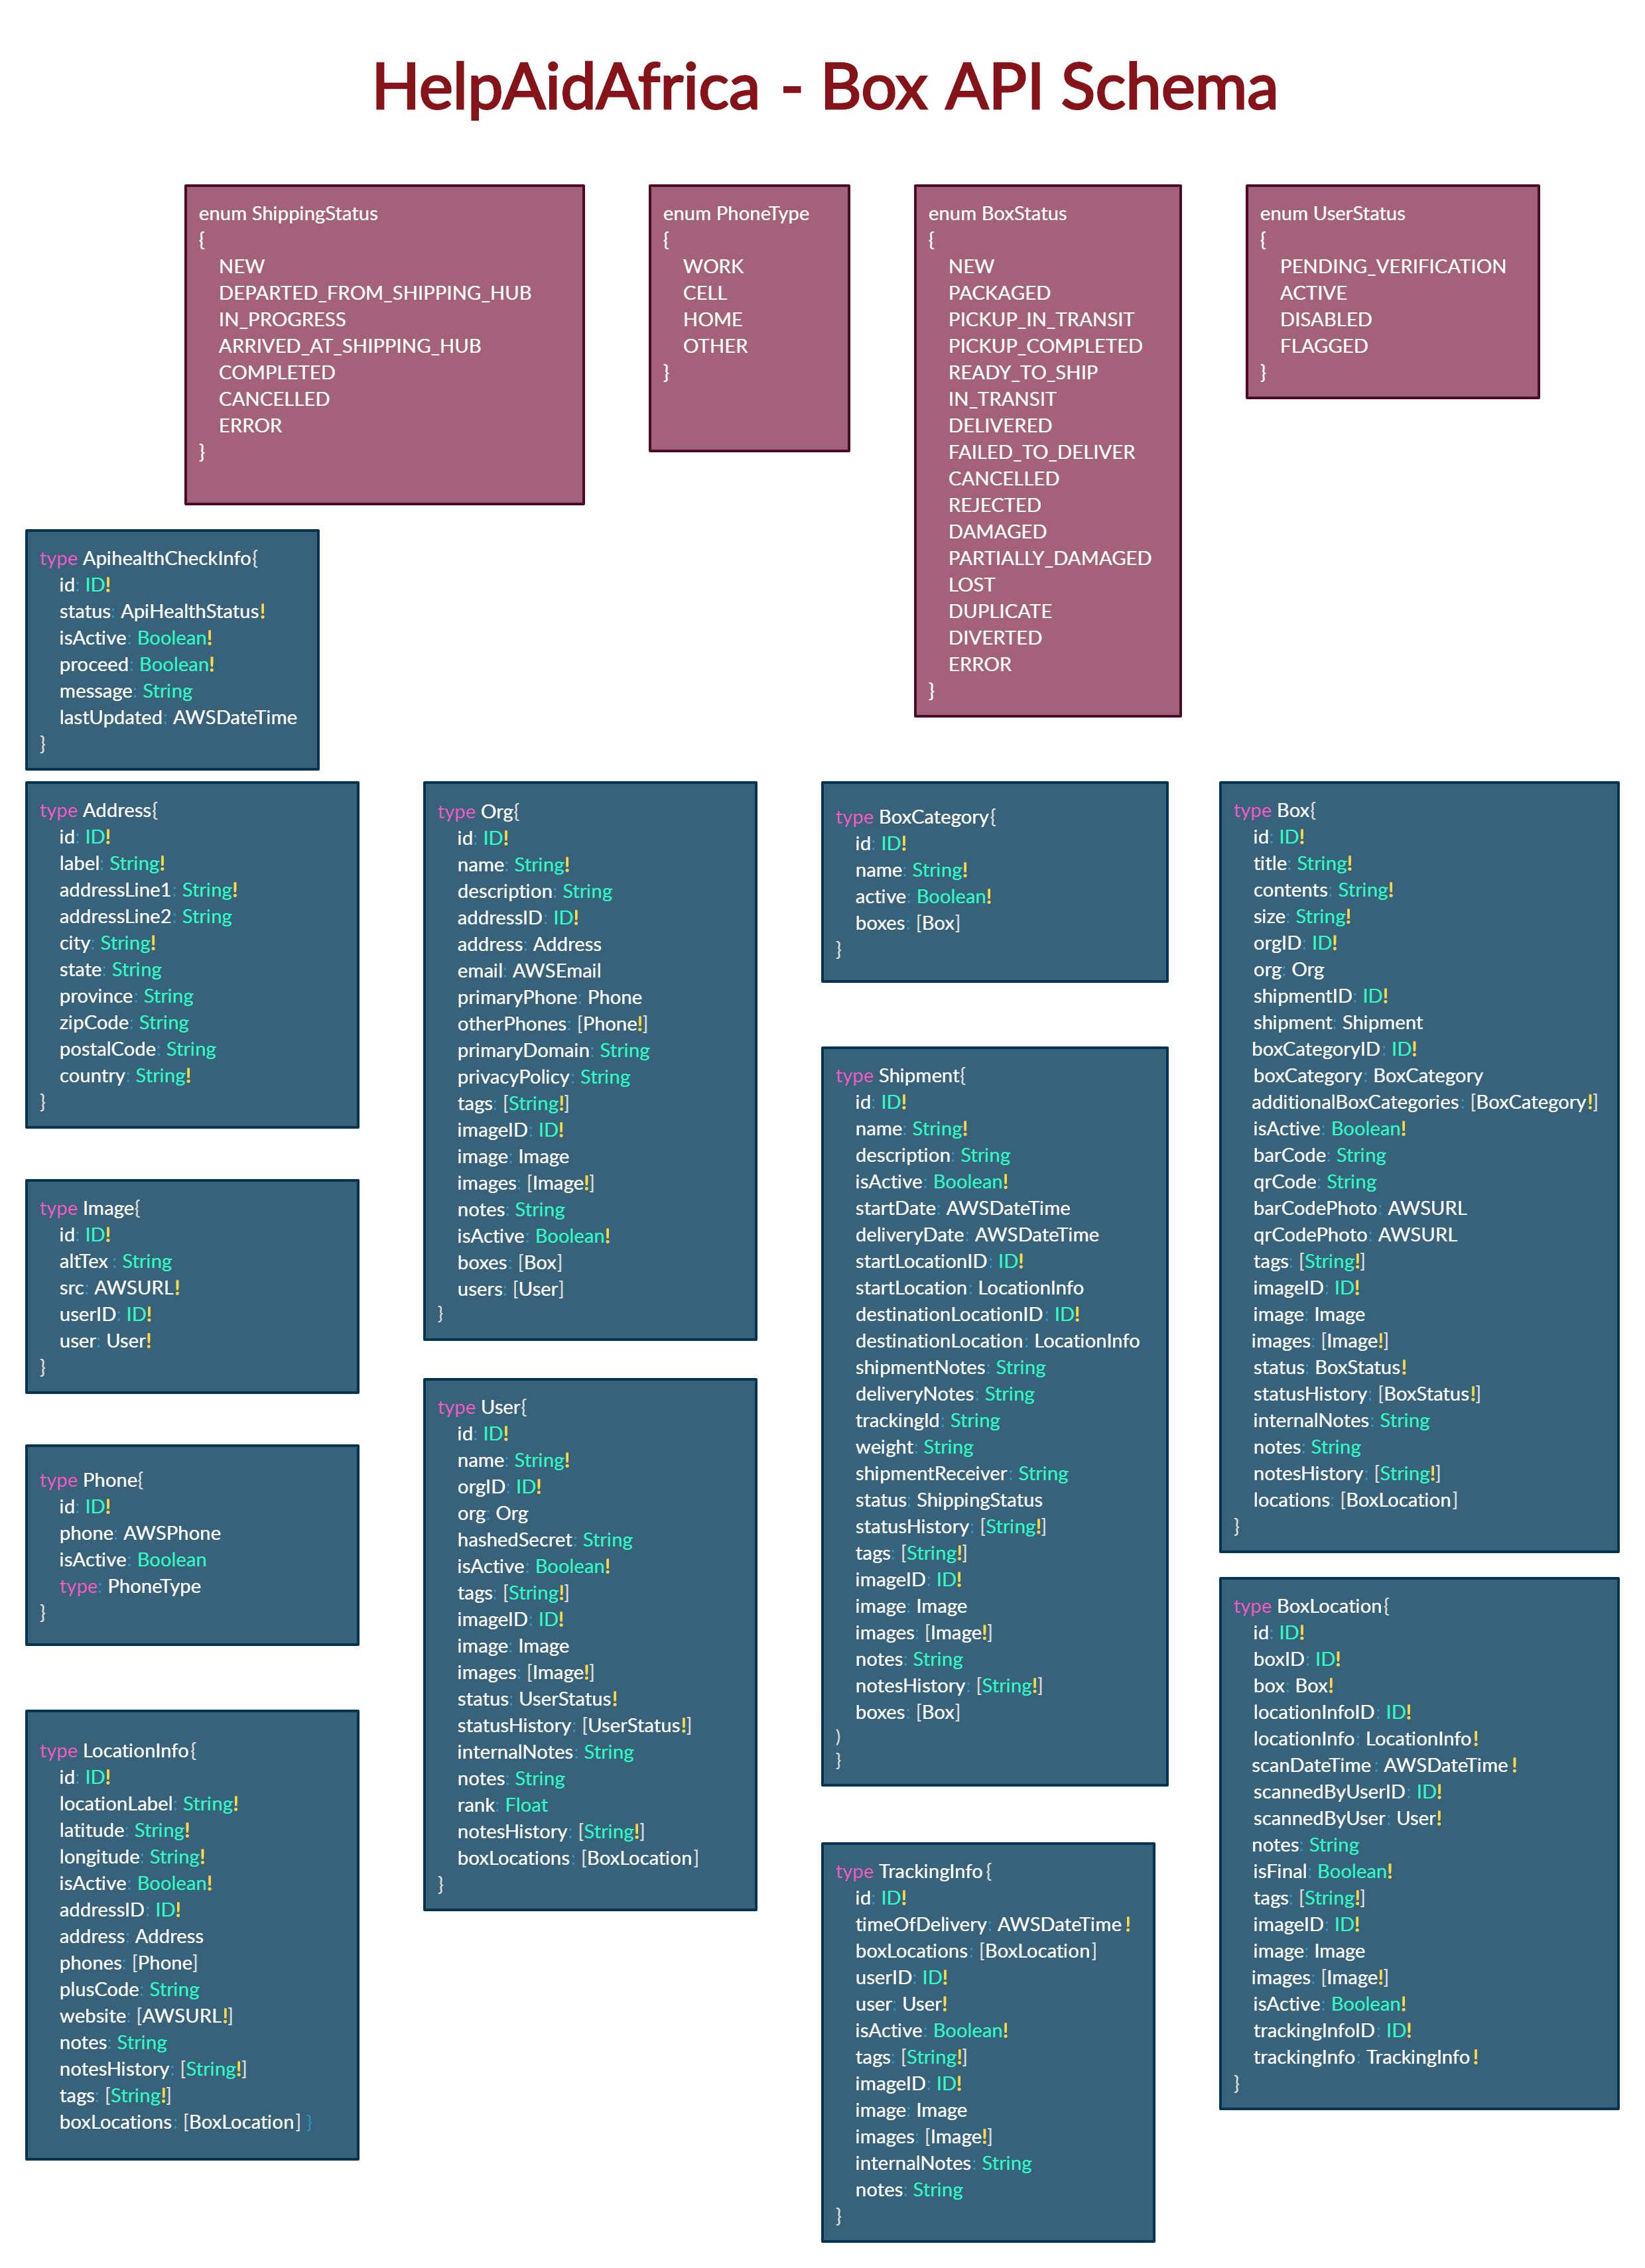 HelpAidAfrica - Box API Schema
enum ShippingStatus
{
NEW
DEPARTED_FROM_SHIPPING_HUB
IN_PROGRESS
ARRIVED_AT_SHIPPING_HUB
COMPLETED
CANCELLED
ERROR
}
enum PhoneType
{
WORK
CELL
HOME
OTHER
}
enum BoxStatus
{
NEW
PACKAGED
PICKUP_IN_TRANSIT
PICKUP_COMPLETED
READY_TO_SHIP
IN_TRANSIT
DELIVERED
FAILED_TO_DELIVER
CANCELLED
REJECTED
DAMAGED
PARTIALLY_DAMAGED
LOST
DUPLICATE
DIVERTED
ERROR
}
enum UserStatus
{
PENDING_VERIFICATION
ACTIVE
DISABLED
FLAGGED
}
type ApihealthCheckInfo{
id: ID!
status: ApiHealthStatus!
isActive: Boolean!
proceed: Boolean!
message: String
lastUpdated: AWSDateTime
}
type Address{
id: ID!
label: String!
addressLine1: String!
addressLine2: String
city: String!
state: String
province: String
zipCode: String
postalCode: String
country: String!
}
type Image{
id: ID!
altTex : String
src: AWSURL!
userID: ID!
user: User!
}
type Phone{
id: ID!
phone: AWSPhone
isActive: Boolean
type: PhoneType
}
type LocationInfo{
id: ID!
locationLabel: String!
latitude: String!
longitude: String!
isActive: Boolean!
addressID: ID!
address: Address
phones: [Phone]
plusCode: String
website: [AWSURL!]
notes: String
notesHistory: [String!]
tags: [String!]
boxLocations: [BoxLocation] }
type Org{
id: ID!
name: String!
description: String
addressID: ID!
address: Address
email: AWSEmail
primaryPhone: Phone
otherPhones: [Phone!]
primaryDomain: String
privacyPolicy: String
tags: [String!]
imageID: ID!
image: Image
images: [Image!]
notes: String
isActive: Boolean!
boxes: [Box]
users: [User]
}
type User{
id: ID!
name: String!
orgID: ID!
org: Org
hashedSecret: String
isActive: Boolean!
tags: [String!]
imageID: ID!
image: Image
images: [Image!]
status: UserStatus!
statusHistory: [UserStatus!]
internalNotes: String
notes: String
rank: Float
notesHistory: [String!]
boxLocations: [BoxLocation]
}
type BoxCategory{
id: ID!
name: String!
active: Boolean!
boxes: [Box]
}
type Shipment{
id: ID!
name: String!
description: String
isActive: Boolean!
startDate: AWSDateTime
deliveryDate: AWSDateTime
startLocationID: ID!
startLocation: LocationInfo
destinationLocationID: ID!
destinationLocation: LocationInfo
shipmentNotes: String
deliveryNotes: String
trackingId: String
weight: String
shipmentReceiver: String
status: ShippingStatus
statusHistory: [String!]
tags: [String!]
imageID: ID!
image: Image
images: [Image!]
notes: String
notesHistory: [String!]
boxes: [Box]
)
}
type TrackingInfo{
id: ID!
timeOfDelivery: AWSDateTime!
boxLocations: [BoxLocation]
userID: ID!
user: User!
isActive: Boolean!
tags: [String!]
imageID: ID!
image: Image
images: [Image!]
internalNotes: String
notes: String
}
type Box{
id: ID!
title: String!
contents: String!
size: String!
orgID: ID!
org: Org
shipmentID: ID!
shipment: Shipment
boxCategoryID: ID!
boxCategory: BoxCategory
additionalBoxCategories: [BoxCategory!]
isActive: Boolean!
barCode: String
qrCode: String
barCodePhoto: AWSURL
qrCodePhoto: AWSURL
tags: [String!]
imageID: ID!
image: Image
images: [Image!]
status: BoxStatus!
statusHistory: [BoxStatus!]
internalNotes: String
notes: String
notesHistory: [String!]
locations: [BoxLocation]
}
type BoxLocation{
id: ID!
boxID: ID!
box: Box!
locationInfoID: ID!
locationInfo: LocationInfo!
scanDateTime : AWSDateTime!
scannedByUserID: ID!
scannedByUser: User!
notes: String
isFinal: Boolean!
tags: [String!]
imageID: ID!
image: Image
images: [Image!]
isActive: Boolean!
trackingInfoID: ID!
trackingInfo: TrackingInfo!
}